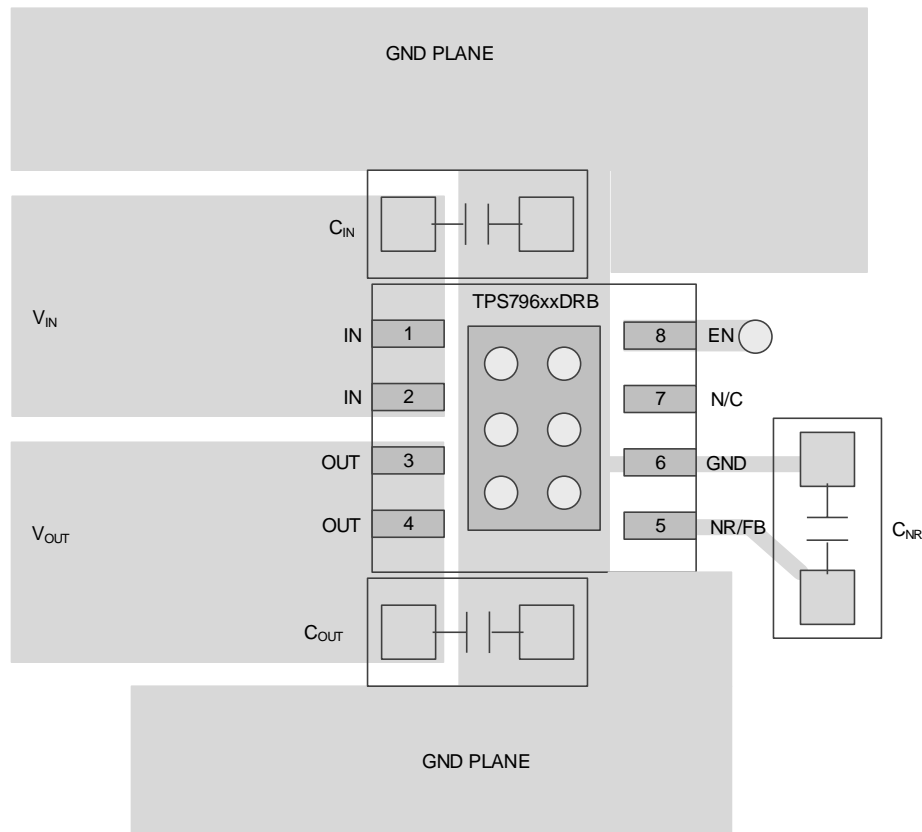 GND PLANE
CIN
TPS796xxDRB
VIN
IN 1
8 EN
IN 2
7 N/C
OUT 3
6 GND
OUT 4
5 NR/FB
VOUT
CNR
COUT
GND PLANE